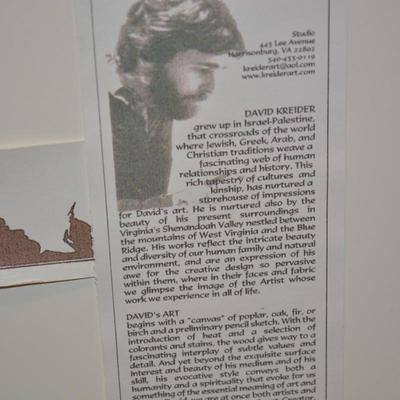 Studio
445 Lee Avenue
Harrisonburg, VA 22802
540-433-0119
kreiderart@aol.com
www.kreiderart.com
DAVID KREIDER
grew up in Israel-Palestine,
that crossroads of the world
where Jewish, Greek, Arab, and
Christian traditions weave a
fascinating web of human
relationships and history. This
rich tapestry of cultures and
kinship, has nurtured a
storehouse of impressions
for David's art. He is nurtured also by the
beauty of his present surroundings in
Virginia's Shenandoah Valley nestled between
the mountains of West Virginia and the Blue
Ridge. His works reflect the intricate beauty
and diversity of our human family and natural
environment, and are an expression of his
awe for the creative design so pervasive
within them, where in their faces and fabric
we glimpse the image of the Artist whose
work we experience in all of life.
DAVID'S ART
begins with a "canvas" of poplar, oak, fir, or
birch and a preliminary pencil sketch. With the
introduction of heat and a selection of
colorants and stains, the wood gives way to a
fascinating interplay of subtle values and
detail. And yet beyond the exquisite surface
interest and beauty of his medium and of his
skill, his evocative style conveys both a
humanity and a spirituality that evoke for us
something of the essential meaning of art and
we are at once both artists and
Creator.